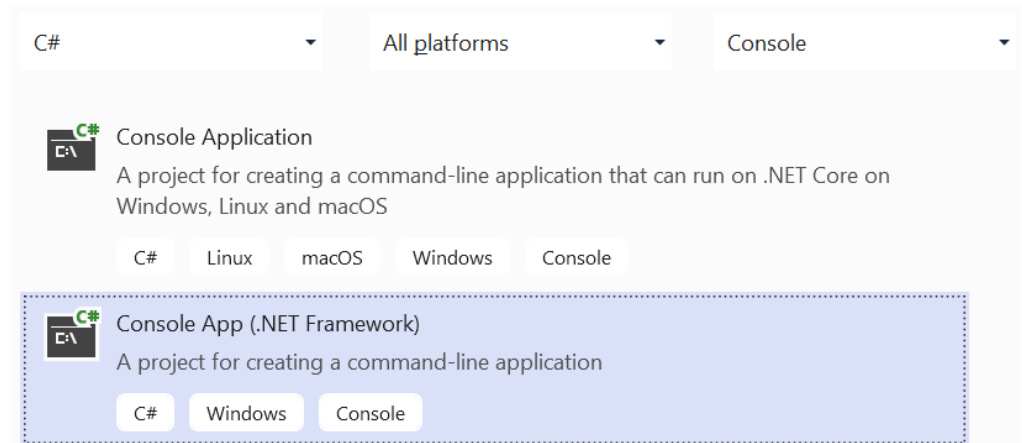 C# All platforms Console
C#
C:\
Console Application
A project for creating a command-line application that can run on .NET Core on
Windows, Linux and macOS
C# Linux macOS Windows Console
C#
C:\
Console App (.NET Framework)
A project for creating a command-line application
C# Windows Console